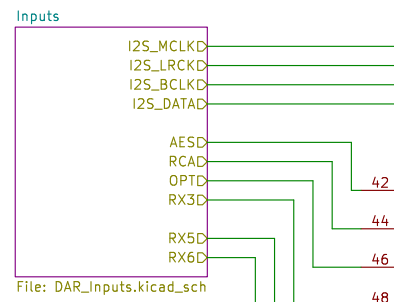 Inputs
I2S_MCLK
I2S_LRCK
I2S_BCLK
I2S_DATA
AES
RCA
OPT
RX3
RX5
RX6
42
44
46
48
File: DAR_Inputs.kicad_sch